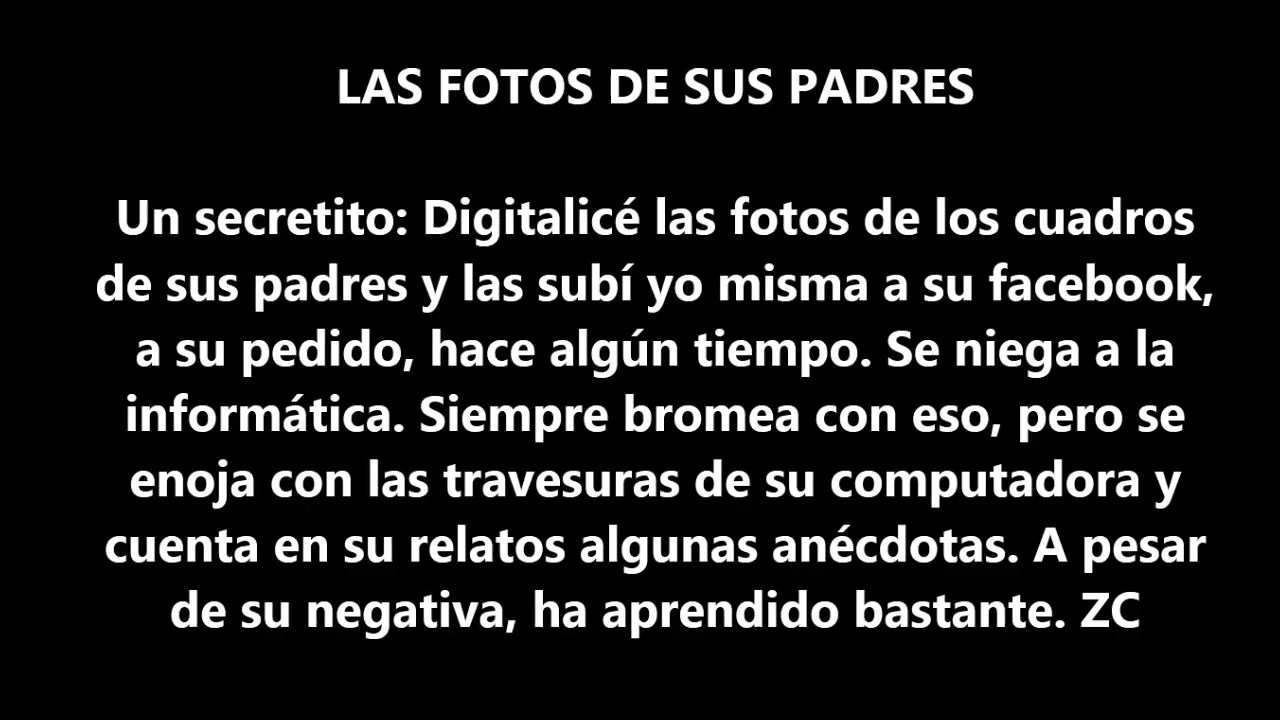 LAS FOTOS DE SUS PADRES
Un secretito: Digitalicé las fotos de los cuadros
de sus padres y las subí yo misma a su facebook,
a su pedido, hace algún tiempo. Se niega a la
informática. Siempre bromea con eso, pero se
enoja con las travesuras de su computadora y
cuenta en su relatos algunas anécdotas. A pesar
de su negativa, ha aprendido bastante. ZC